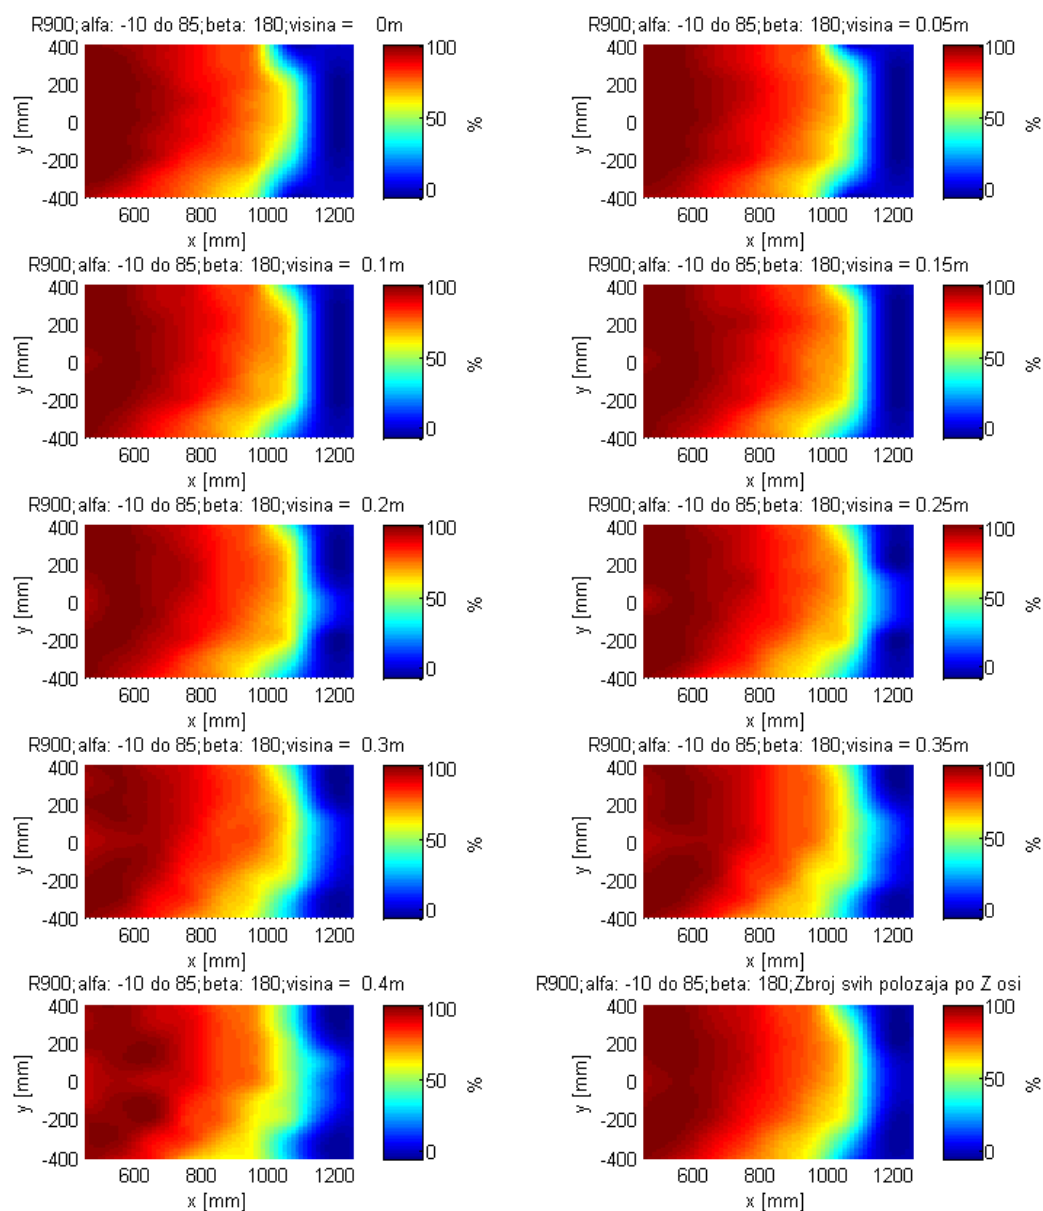 R900;alfa: -10 do 85;beta: 180;visina =    0m
400
200
0
-200
-400
y [mm]
600 800 1000 1200
x [mm]
100
50
0
%
R900;alfa: -10 do 85;beta: 180;visina = 0.05m
400
200
0
-200
-400
y [mm]
600 800 1000 1200
x [mm]
100
50
0
%
R900;alfa: -10 do 85;beta: 180;visina =  0.1m
400
200
0
-200
-400
y [mm]
600 800 1000 1200
x [mm]
100
50
0
%
R900;alfa: -10 do 85;beta: 180;visina = 0.15m
400
200
0
-200
-400
y [mm]
600 800 1000 1200
x [mm]
100
50
0
%
R900;alfa: -10 do 85;beta: 180;visina =  0.2m
400
200
0
-200
-400
y [mm]
600 800 1000 1200
x [mm]
100
50
0
%
R900;alfa: -10 do 85;beta: 180;visina = 0.25m
400
200
0
-200
-400
y [mm]
600 800 1000 1200
x [mm]
100
50
0
%
R900;alfa: -10 do 85;beta: 180;visina =  0.3m
400
200
0
-200
-400
y [mm]
600 800 1000 1200
x [mm]
100
50
0
%
R900;alfa: -10 do 85;beta: 180;visina = 0.35m
400
200
0
-200
-400
y [mm]
600 800 1000 1200
x [mm]
100
50
0
%
R900;alfa: -10 do 85;beta: 180;visina =  0.4m
400
200
0
-200
-400
y [mm]
600 800 1000 1200
x [mm]
100
50
0
%
R900;alfa: -10 do 85;beta: 180;Zbroj svih polozaja po Z osi
400
200
0
-200
-400
y [mm]
600 800 1000 1200
x [mm]
100
50
0
%